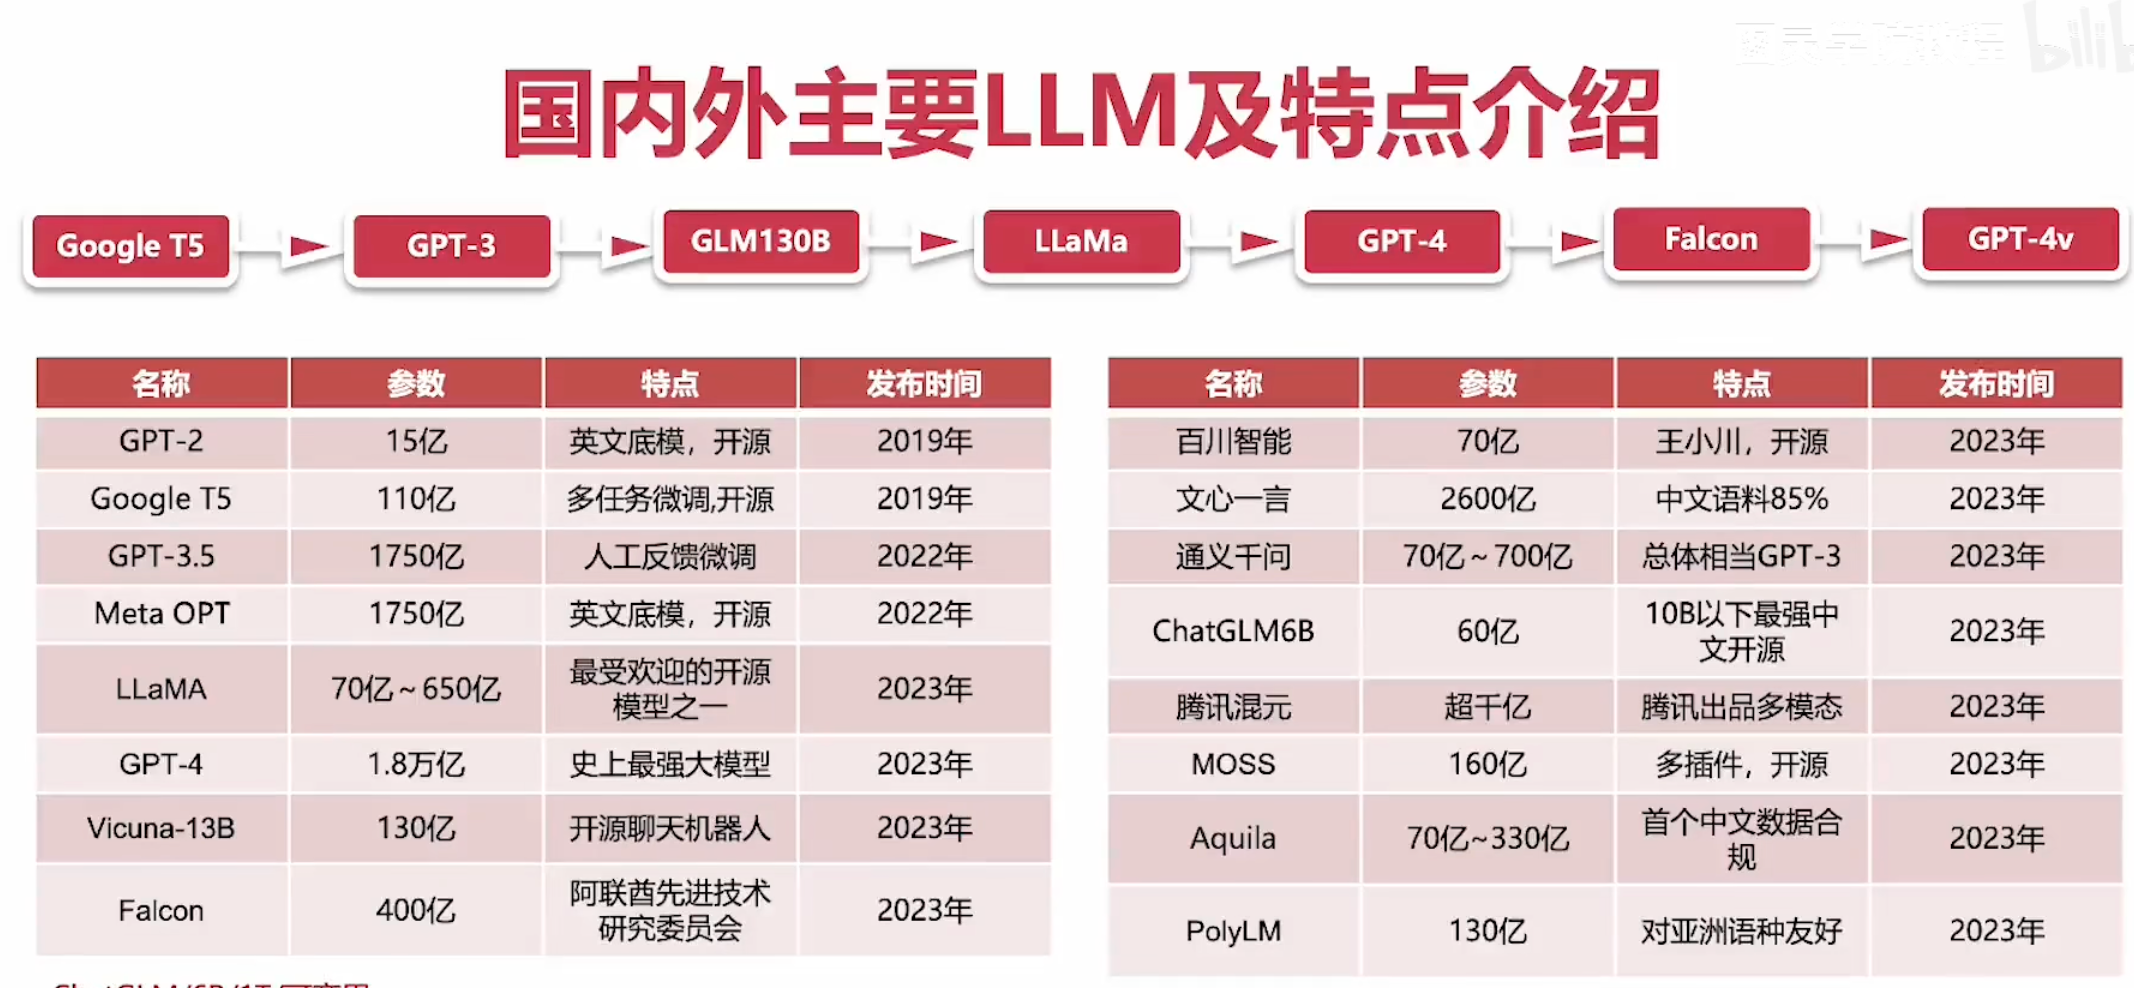 国内外主要LLM及特点介绍
Google T5
GPT-3
GLM130B
LLaMa
GPT-4
Falcon
GPT-4v
名称 参数 特点 发布时间
GPT-2 15亿 英文底模，开源 2019年
Google T5 110亿 多任务微调,开源 2019年
GPT-3.5 1750亿 人工反馈微调 2022年
Meta OPT 1750亿 英文底模，开源 2022年
LLaMA 70亿～650亿 最受欢迎的开源
模型之一 2023年
GPT-4 1.8万亿 史上最强大模型 2023年
Vicuna-13B 130亿 开源聊天机器人 2023年
Falcon 400亿 阿联酋先进技术
研究委员会 2023年
名称 参数 特点 发布时间
百川智能 70亿 王小川，开源 2023年
文心一言 2600亿 中文语料85% 2023年
通义千问 70亿～700亿 总体相当GPT-3 2023年
ChatGLM6B 60亿 10B以下最强中
文开源 2023年
腾讯混元 超千亿 腾讯出品多模态 2023年
MOSS 160亿 多插件，开源 2023年
Aquila 70亿~330亿 首个中文数据合
规 2023年
PolyLM 130亿 对亚洲语种友好 2023年